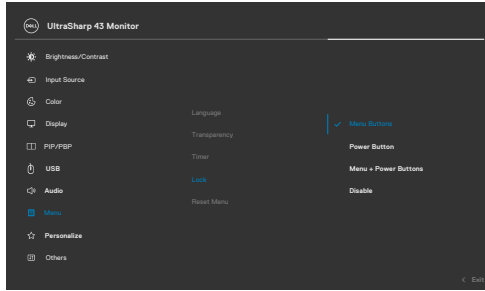 DELL UltraSharp 43 Monitor
Brightness/Contrast
Input Source
Color
Display
PIP/PBP
USB
Audio
Menu
Personalize
Others
Language
Transparency
Timer
Lock
Reset Menu
Menu Buttons
Power Button
Menu + Power Buttons
Disable
Exit